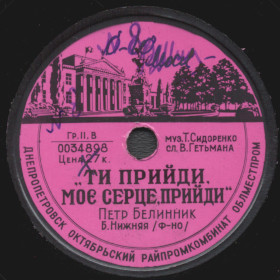 ГР. II. В
0034898
Цена к.
муз. Т. Сидоренко
сл. В. Гетьмана
„ТИ ПРИЙДИ,
МОЄ СЕРЦЕ, ПРИЙДИ“
ПЕТР БЕЛИННИК
Б. НИЖНЯЯ /Ф-НО/
ДНЕПРОПЕТРОВСК ОКТЯБРЬСКИЙ РАЙПРОМКОМБИНАТ ОБЛМЕСТПРОМ